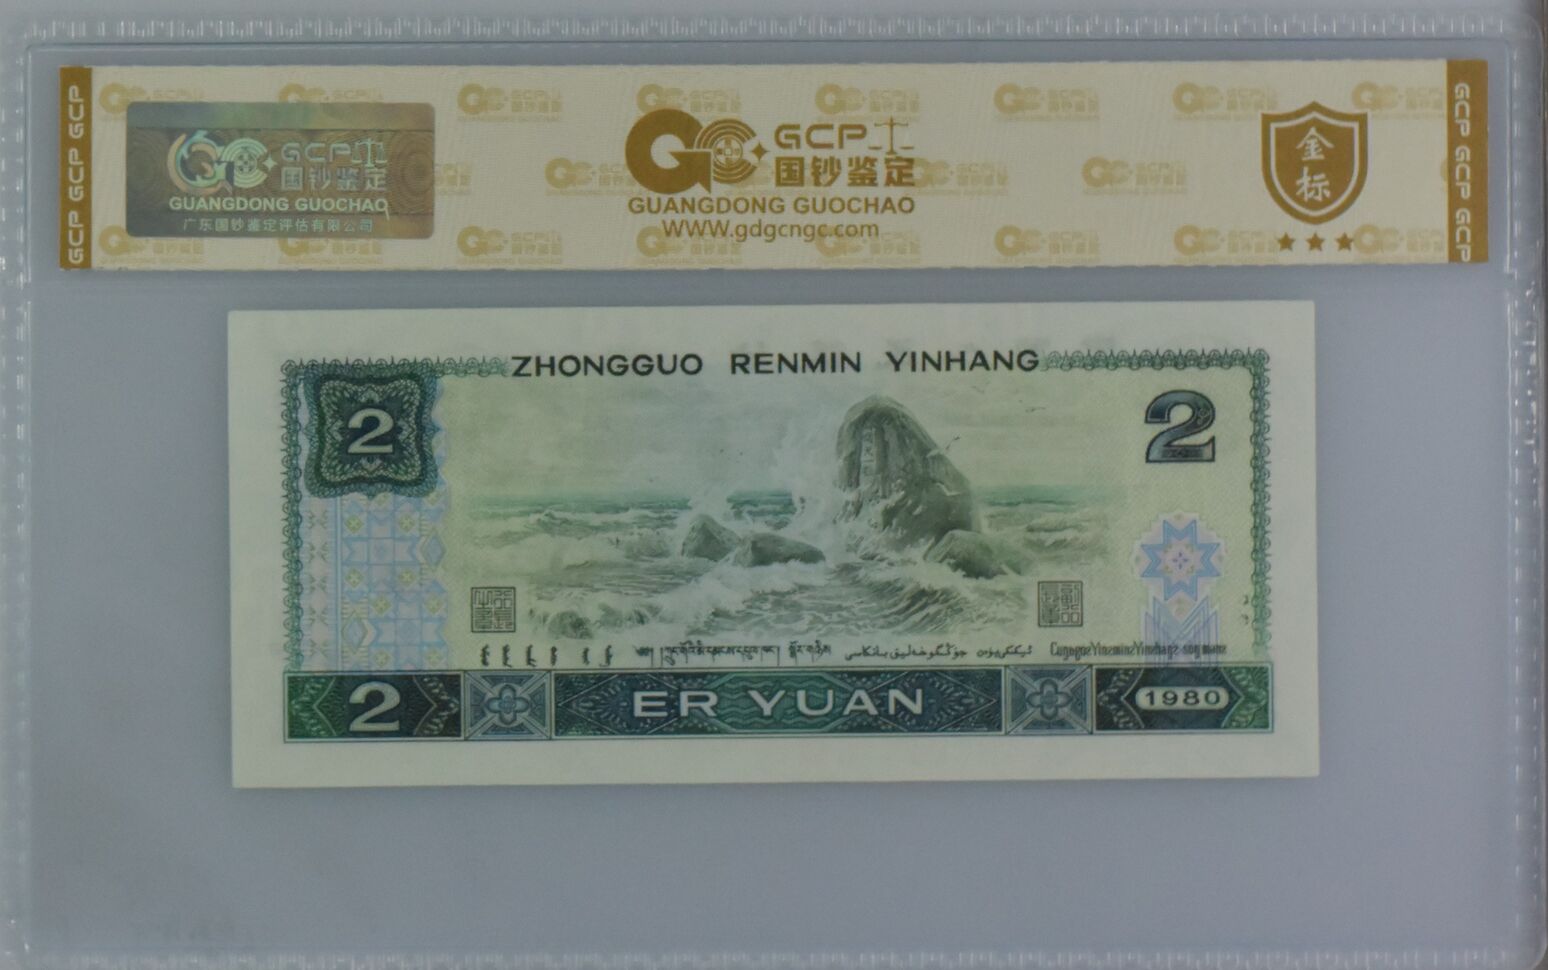 GCP GCP GCP
GCP
国钞鉴定
GUANGDONG GUOCHAO
广东国钞鉴定评估有限公司
GCP
国钞鉴定
GUANGDONG GUOCHAO
WWW.gdgcngc.com
金标
GCP GCP GCP
ZHONGGUO RENMIN YINHANG
2
2
2 ER YUAN 1980